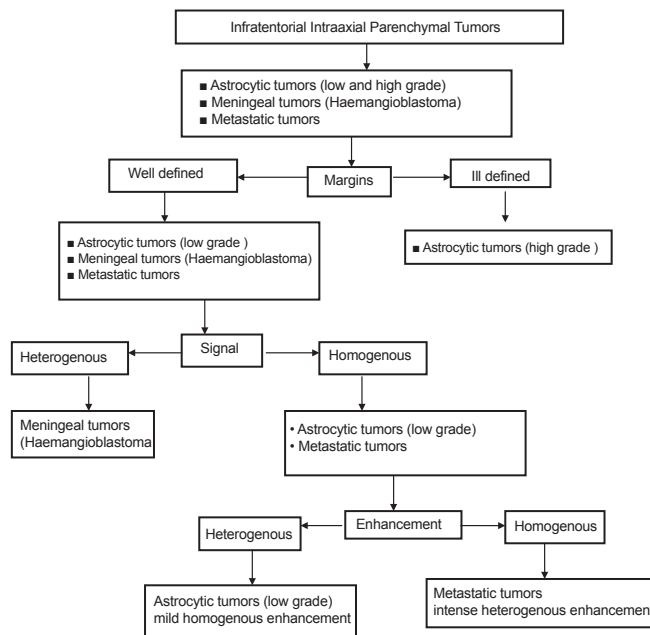 Infratentorial Intraaxial Parenchymal Tumors
■ Astrocytic tumors (low and high grade)
■ Meningeal tumors (Haemangioblastoma)
■ Metastatic tumors
Well defined
Margins
Ill defined
■ Astrocytic tumors (low grade )
■ Meningeal tumors (Haemangioblastoma)
■ Metastatic tumors
■ Astrocytic tumors (high grade )
Heterogenous
Signal
Homogenous
Meningeal tumors
(Haemangioblastoma
• Astrocytic tumors (low grade)
• Metastatic tumors
Heterogenous
Enhancement
Homogenous
Astrocytic tumors (low grade)
mild homogenous enhancement
Metastatic tumors
intense heterogenous enhancement